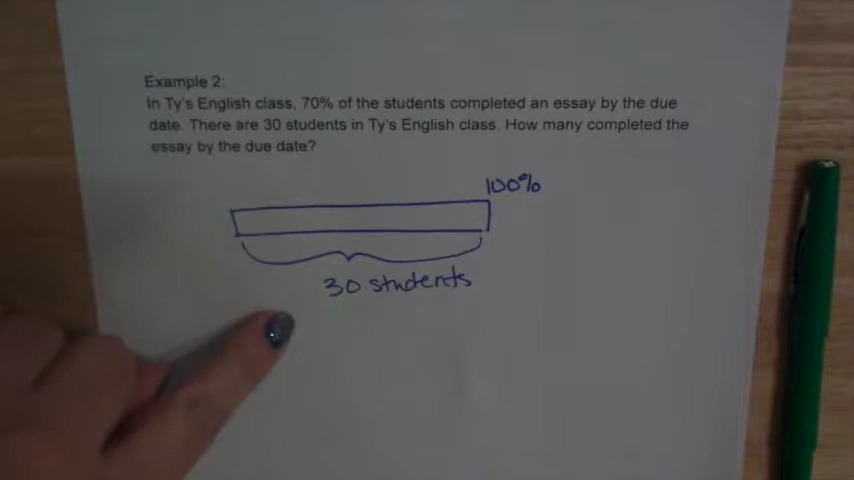 Example 2:
In Ty's English class, 70% of the students completed an essay by the due
date. There are 30 students in Ty's English class. How many completed the
essay by the due date?
100%
30 students